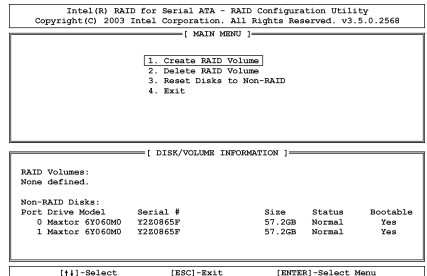 Intel(R) RAID for Serial ATA - RAID Configuration Utility
Copyright(C) 2003 Intel Corporation. All Rights Reserved. v3.5.0.2568
[ MAIN MENU ]
1. Create RAID Volume
2. Delete RAID Volume
3. Reset Disks to Non-RAID
4. Exit
[ DISK/VOLUME INFORMATION ]
RAID Volumes:
None defined.
Non-RAID Disks:
Port Drive Model Serial # Size Status Bootable
0 Maxtor 6Y060M0 Y2Z0865F 57.2GB Normal Yes
1 Maxtor 6Y060M0 Y2Z0865F 57.2GB Normal Yes
[↑↓]-Select [ESC]-Exit [ENTER]-Select Menu